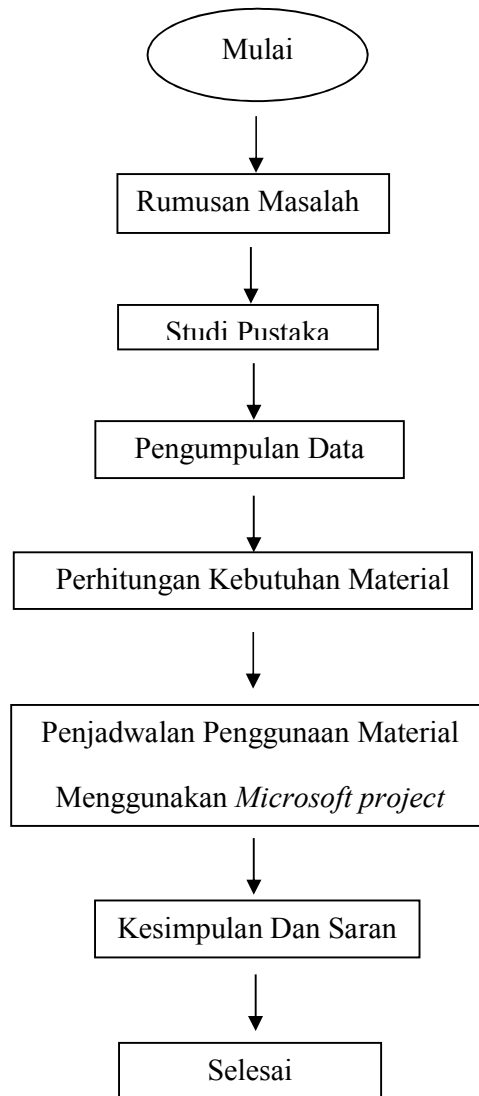 Mulai
Rumusan Masalah
Studi Pustaka
Pengumpulan Data
Perhitungan Kebutuhan Material
Penjadwalan Penggunaan Material
Menggunakan Microsoft project
Kesimpulan Dan Saran
Selesai